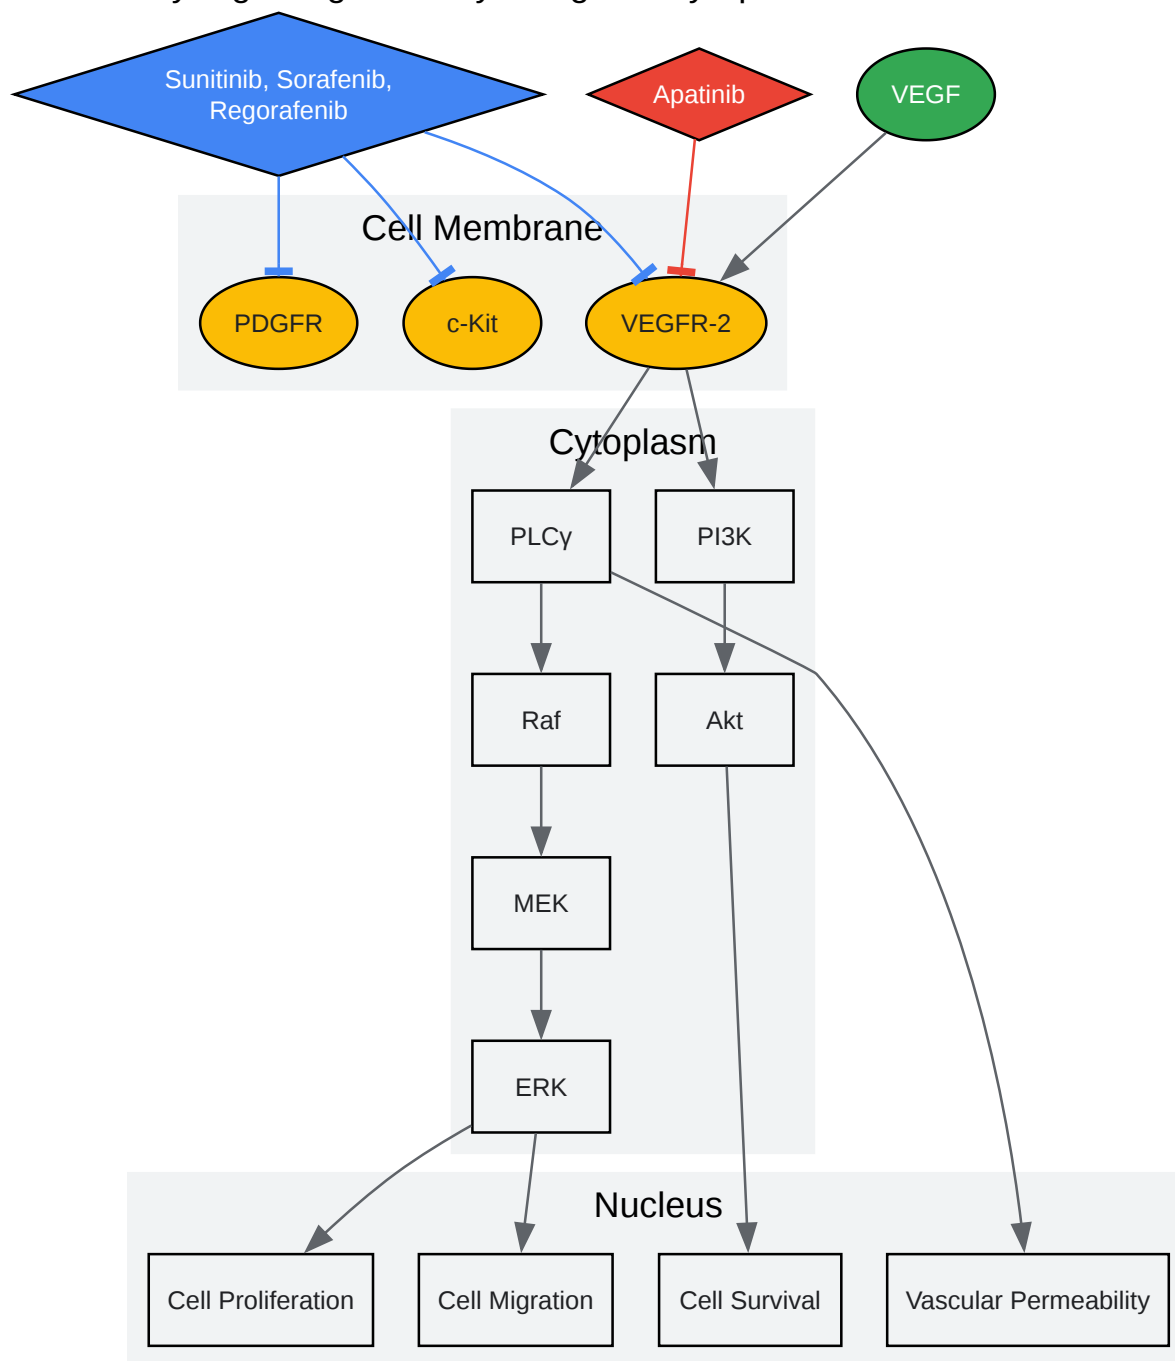 Sunitinib, Sorafenib,
Regorafenib
Apatinib
VEGF
Cell Membrane
PDGFR
c-Kit
VEGFR-2
Cytoplasm
PLCγ
PI3K
Raf
Akt
MEK
ERK
Nucleus
Cell Proliferation
Cell Migration
Cell Survival
Vascular Permeability